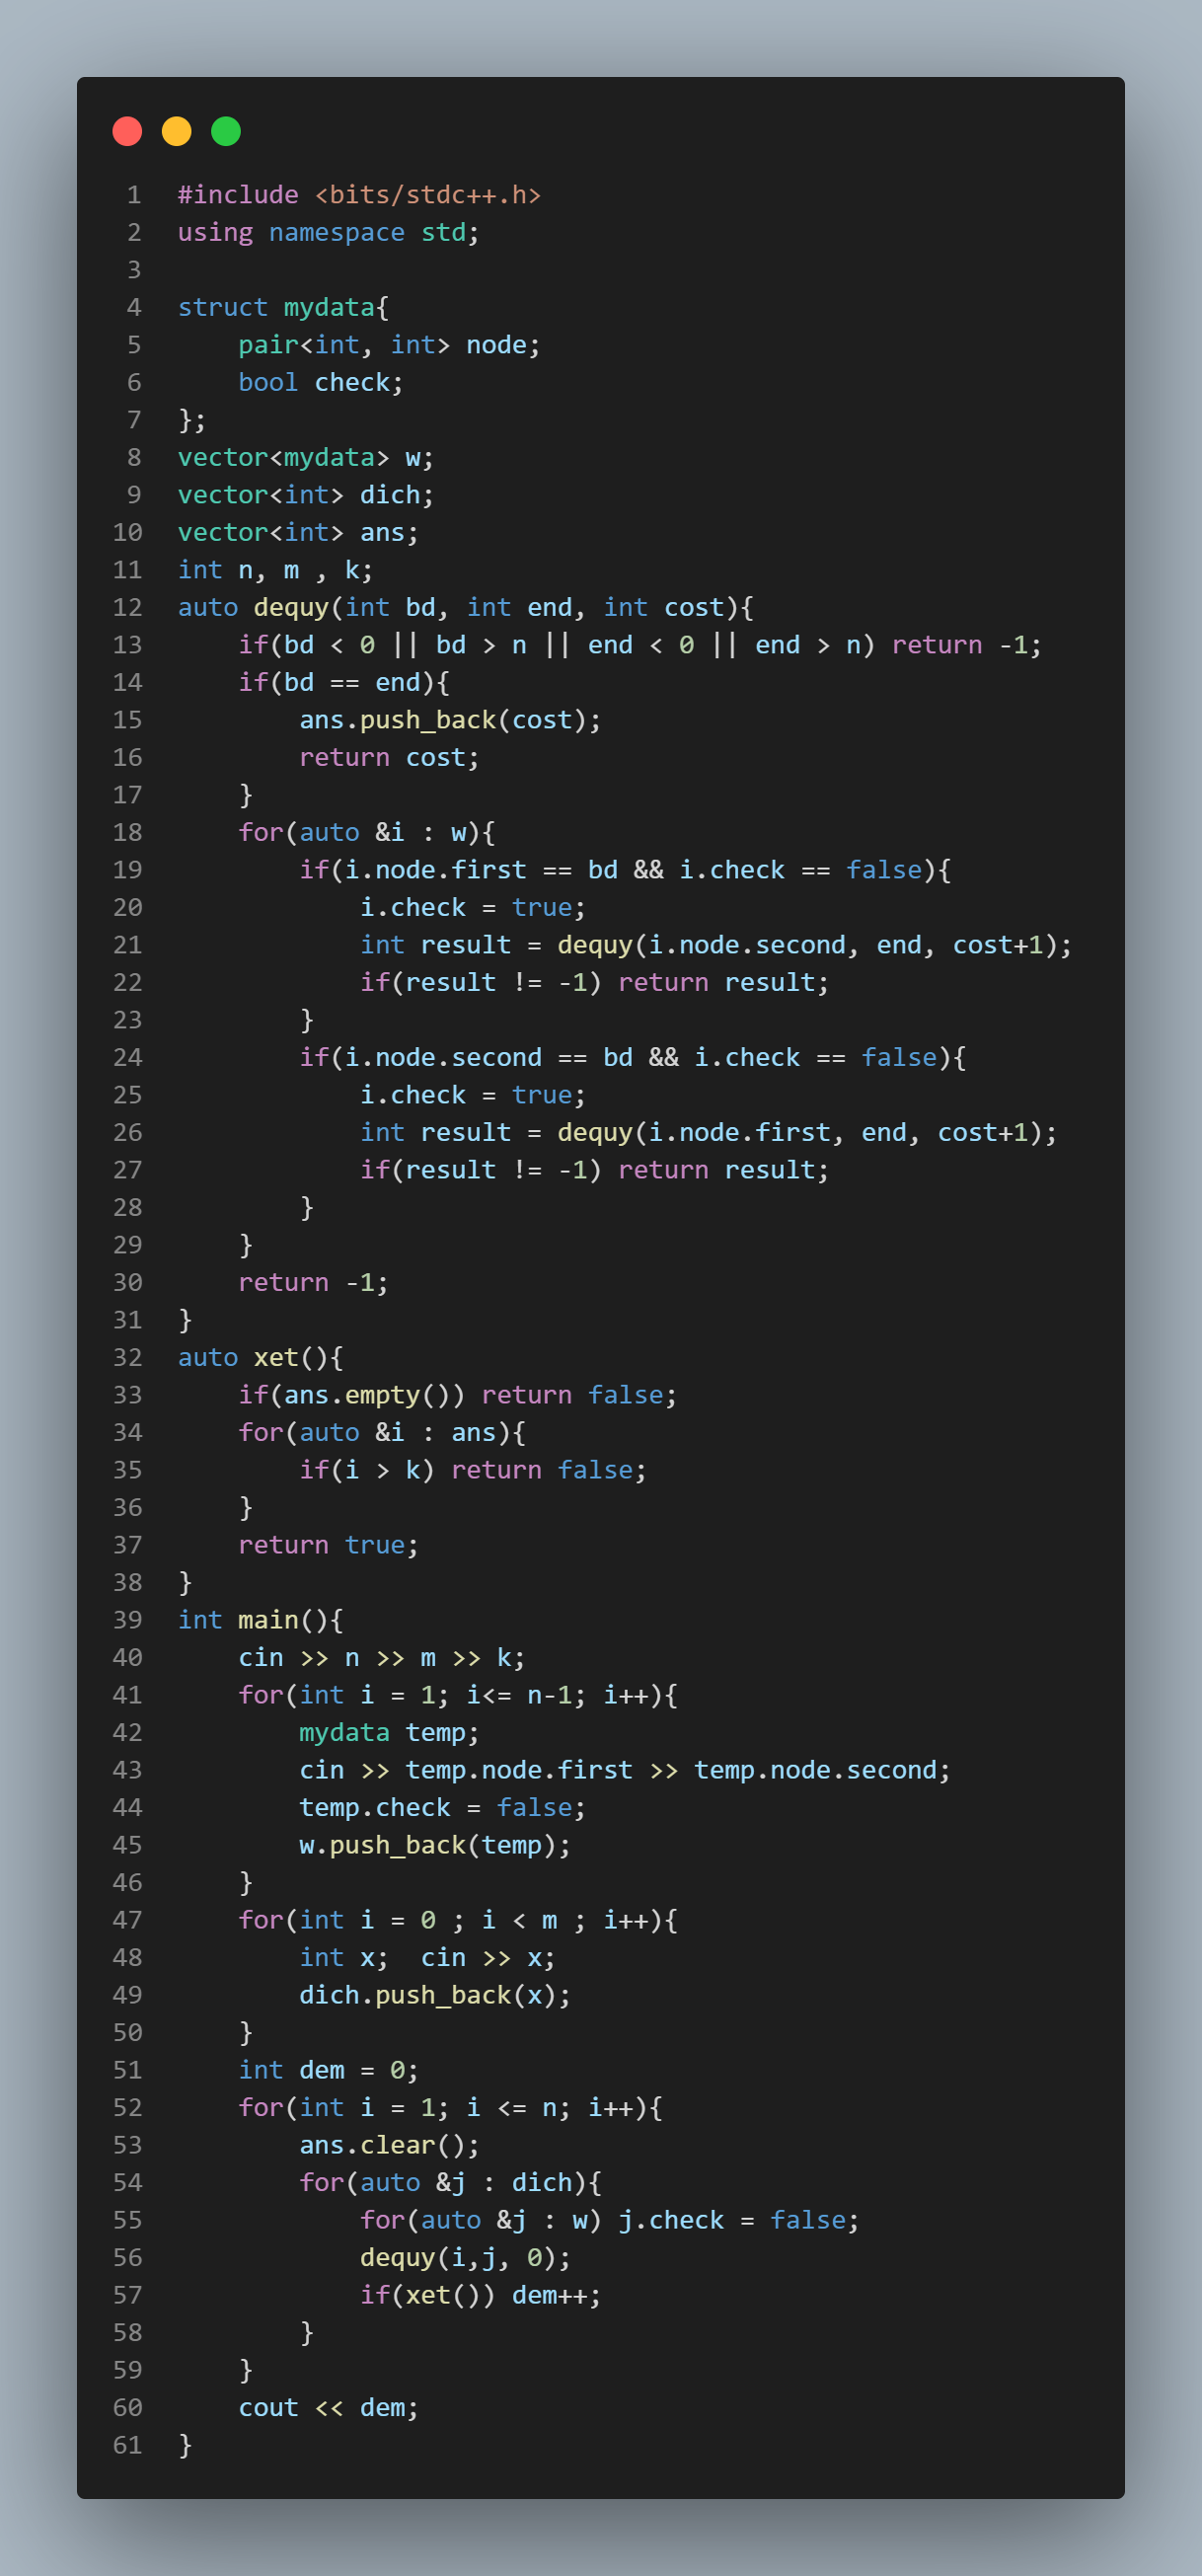 1 #include <bits/stdc++.h>
2 using namespace std;
3
4 struct mydata{
5     pair<int, int> node;
6     bool check;
7 };
8 vector<mydata> w;
9 vector<int> dich;
10 vector<int> ans;
11 int n, m , k;
12 auto dequy(int bd, int end, int cost){
13     if(bd < 0 || bd > n || end < 0 || end > n) return -1;
14     if(bd == end){
15         ans.push_back(cost);
16         return cost;
17     }
18     for(auto &i : w){
19         if(i.node.first == bd && i.check == false){
20             i.check = true;
21             int result = dequy(i.node.second, end, cost+1);
22             if(result != -1) return result;
23         }
24         if(i.node.second == bd && i.check == false){
25             i.check = true;
26             int result = dequy(i.node.first, end, cost+1);
27             if(result != -1) return result;
28         }
29     }
30     return -1;
31 }
32 auto xet(){
33     if(ans.empty()) return false;
34     for(auto &i : ans){
35         if(i > k) return false;
36     }
37     return true;
38 }
39 int main(){
40     cin >> n >> m >> k;
41     for(int i = 1; i<= n-1; i++){
42         mydata temp;
43         cin >> temp.node.first >> temp.node.second;
44         temp.check = false;
45         w.push_back(temp);
46     }
47     for(int i = 0 ; i < m ; i++){
48         int x;  cin >> x;
49         dich.push_back(x);
50     }
51     int dem = 0;
52     for(int i = 1; i <= n; i++){
53         ans.clear();
54         for(auto &j : dich){
55             for(auto &j : w) j.check = false;
56             dequy(i,j, 0);
57             if(xet()) dem++;
58         }
59     }
60     cout << dem;
61 }